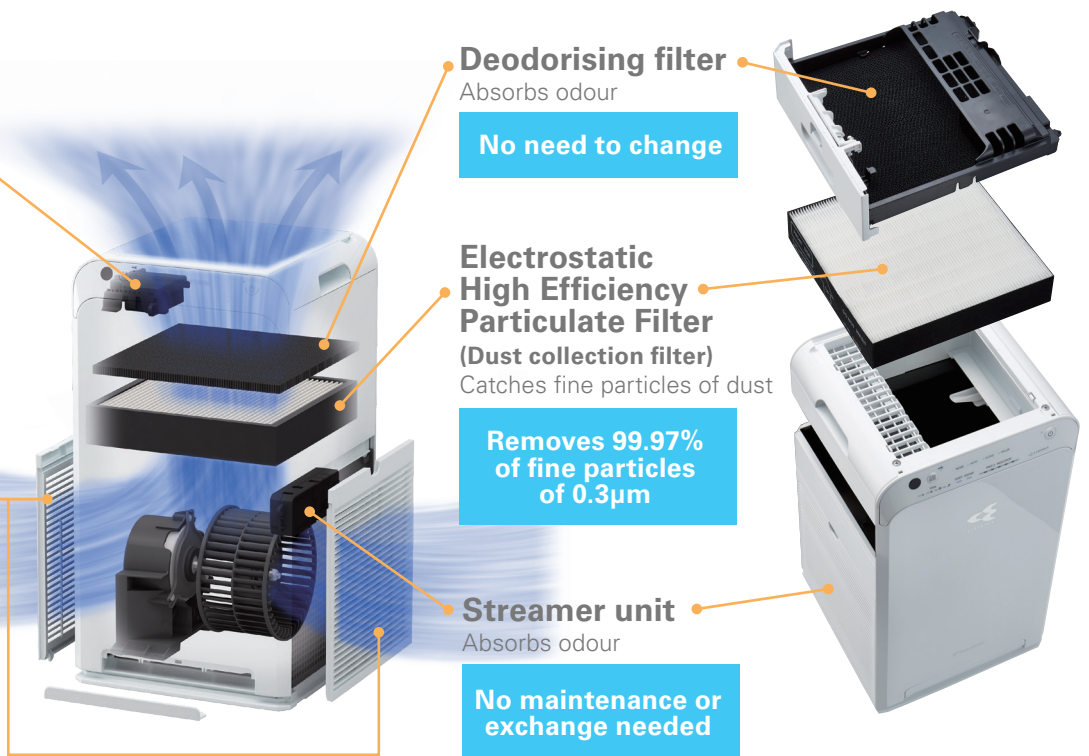 Deodorising filter
Absorbs odour
No need to change
Electrostatic
High Efficiency
Particulate Filter
(Dust collection filter)
Catches fine particles of dust
Removes 99.97%
of fine particles
of 0.3μm
Streamer unit
Absorbs odour
No maintenance or
exchange needed